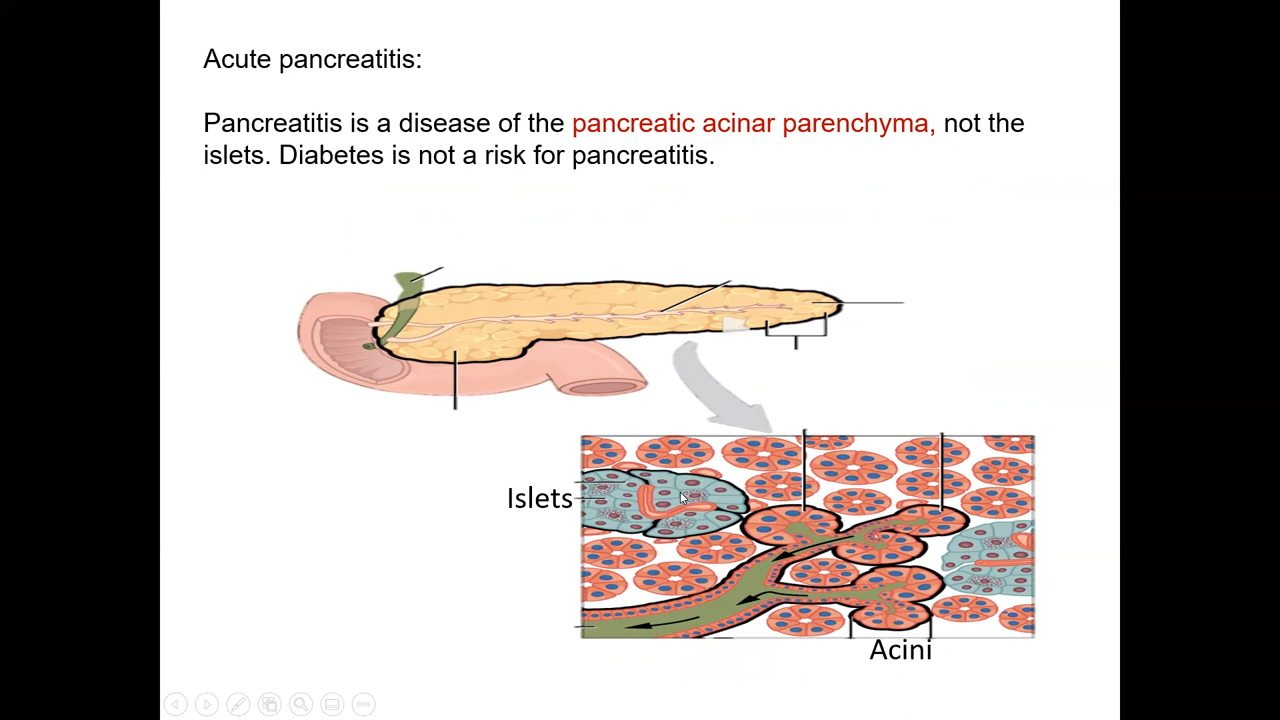 Acute pancreatitis:
Pancreatitis is a disease of the pancreatic acinar parenchyma, not the
islets. Diabetes is not a risk for pancreatitis.
Islets
Acini